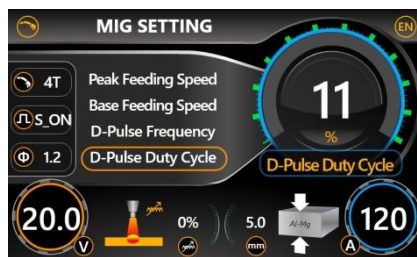 MIG SETTING
EN
4T
S_ON
Φ 1.2
Peak Feeding Speed
Base Feeding Speed
D-Pulse Frequency
D-Pulse Duty Cycle
11
%
D-Pulse Duty Cycle
20.0
V
0%
5.0
mm
Al-Mg
120
A